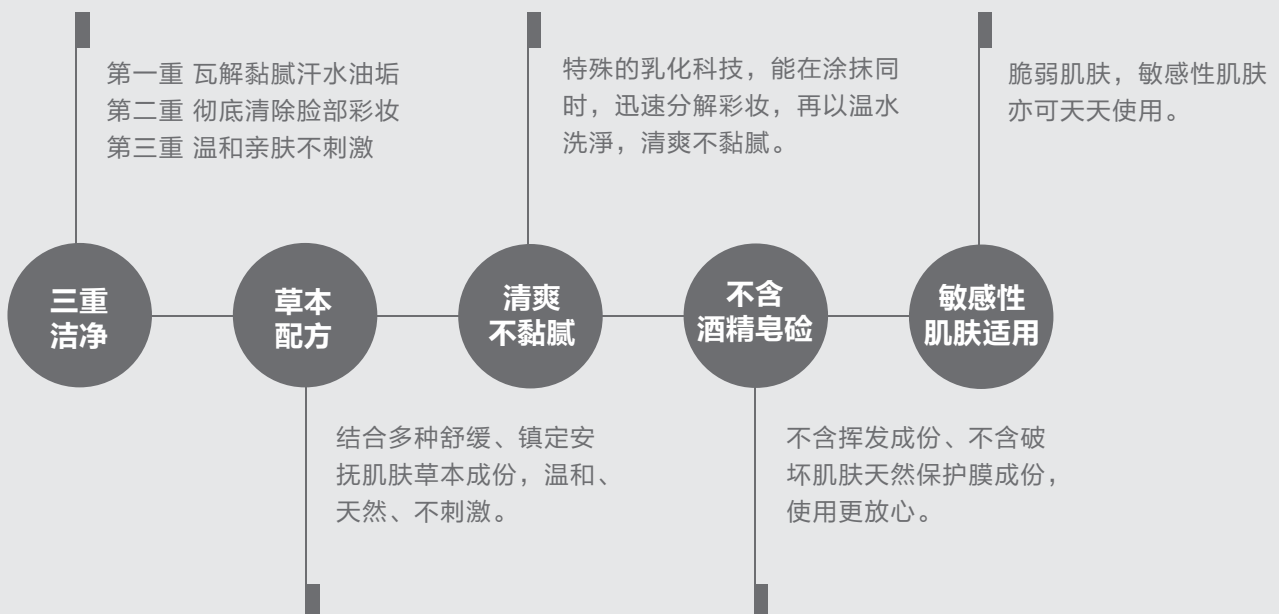 第一重 瓦解黏腻汗水油垢
第二重 彻底清除脸部彩妆
第三重 温和亲肤不刺激
特殊的乳化科技，能在涂抹同
时，迅速分解彩妆，再以温水
洗淨，清爽不黏腻。
脆弱肌肤，敏感性肌肤
亦可天天使用。
三重
洁净
草本
配方
清爽
不黏腻
不含
酒精皂硷
敏感性
肌肤适用
结合多种舒缓、镇定安
抚肌肤草本成份，温和、
天然、不刺激。
不含挥发成份、不含破
坏肌肤天然保护膜成份，
使用更放心。